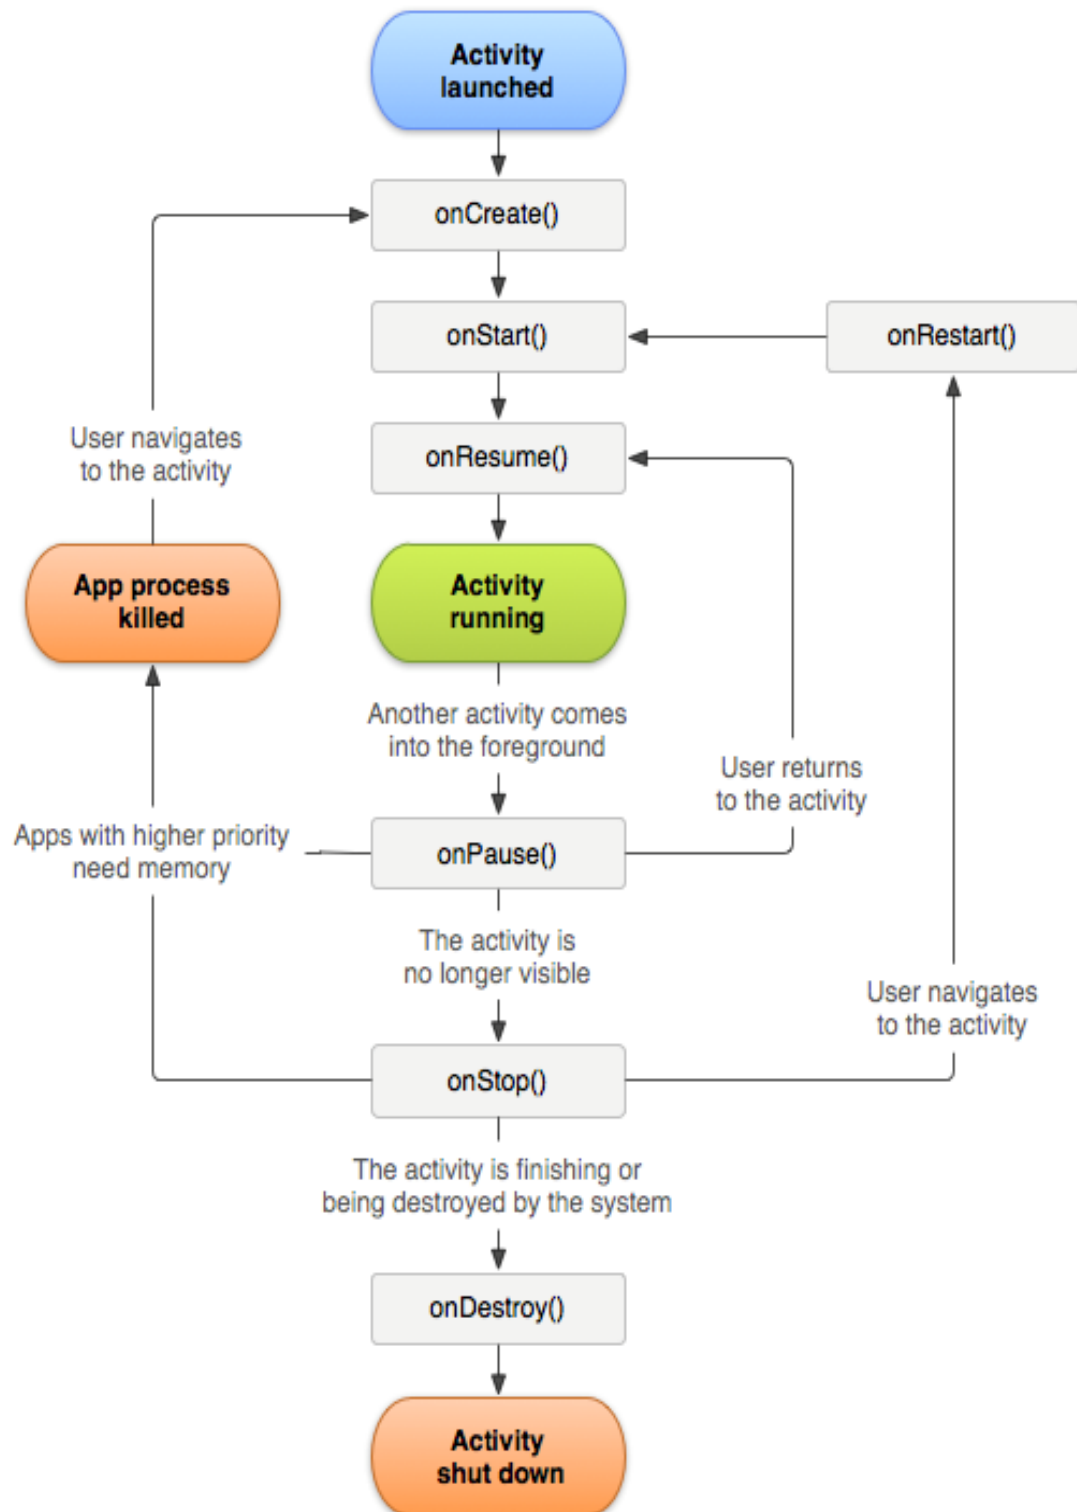 Activity
launched
onCreate()
onStart()
onRestart()
User navigates
to the activity
onResume()
App process
killed
Activity
running
Another activity comes
into the foreground
User returns
to the activity
Apps with higher priority
need memory
onPause()
The activity is
no longer visible
User navigates
to the activity
onStop()
The activity is finishing or
being destroyed by the system
onDestroy()
Activity
shut down